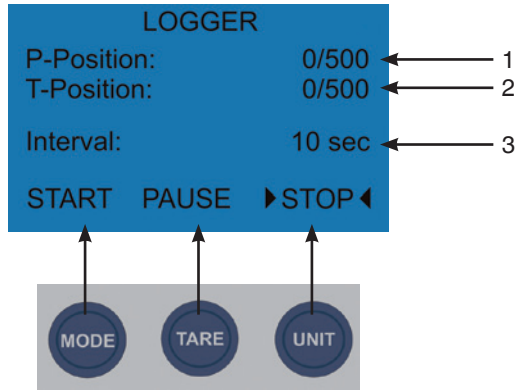 LOGGER
P-Position: 0/500 1
T-Position: 0/500 2
Interval: 10 sec 3
START PAUSE ▶STOP◀
MODE TARE UNIT